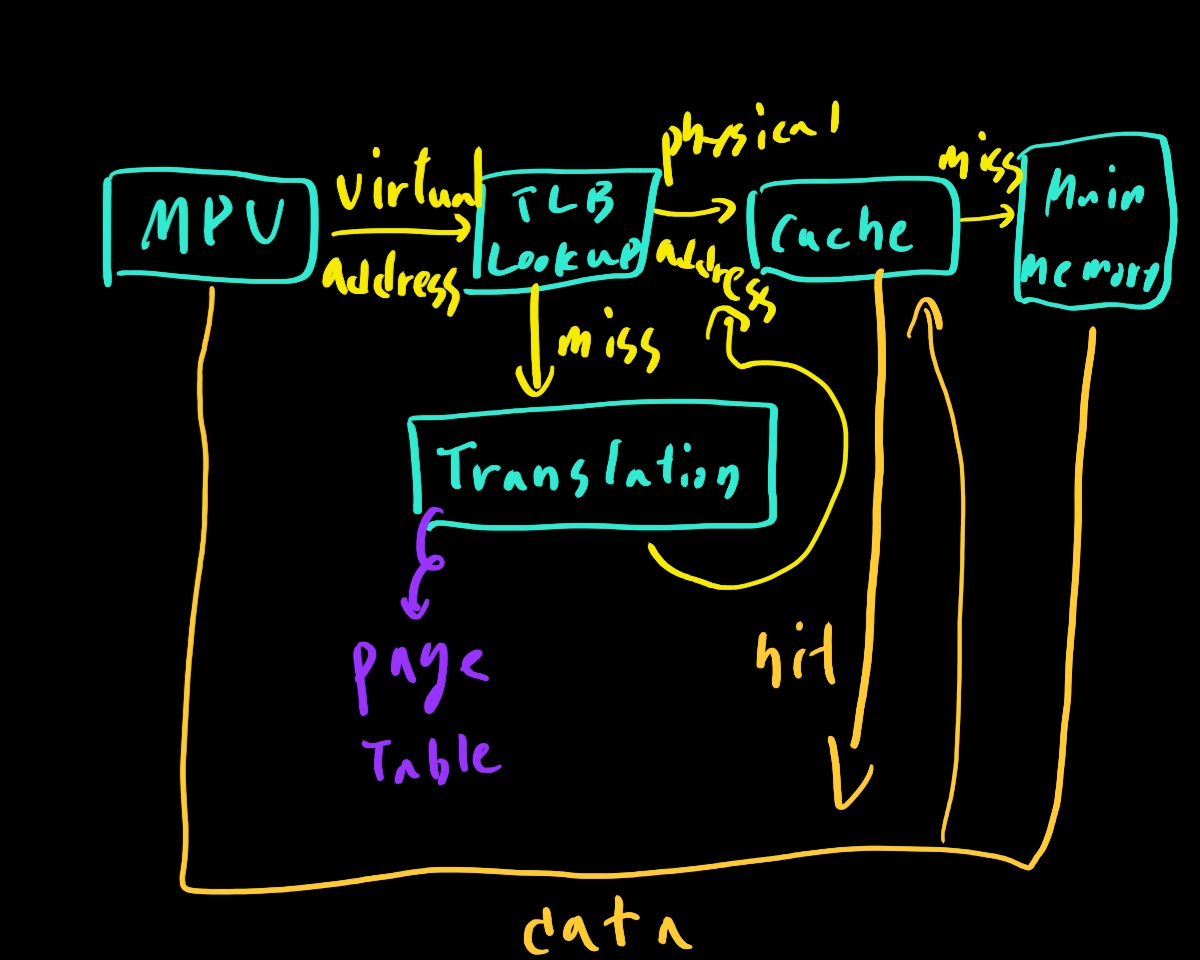 MPU
virtual
address
TLB
Lookup
physical
address
Cache
miss
Main
memory
miss
Translation
page
Table
hit
data